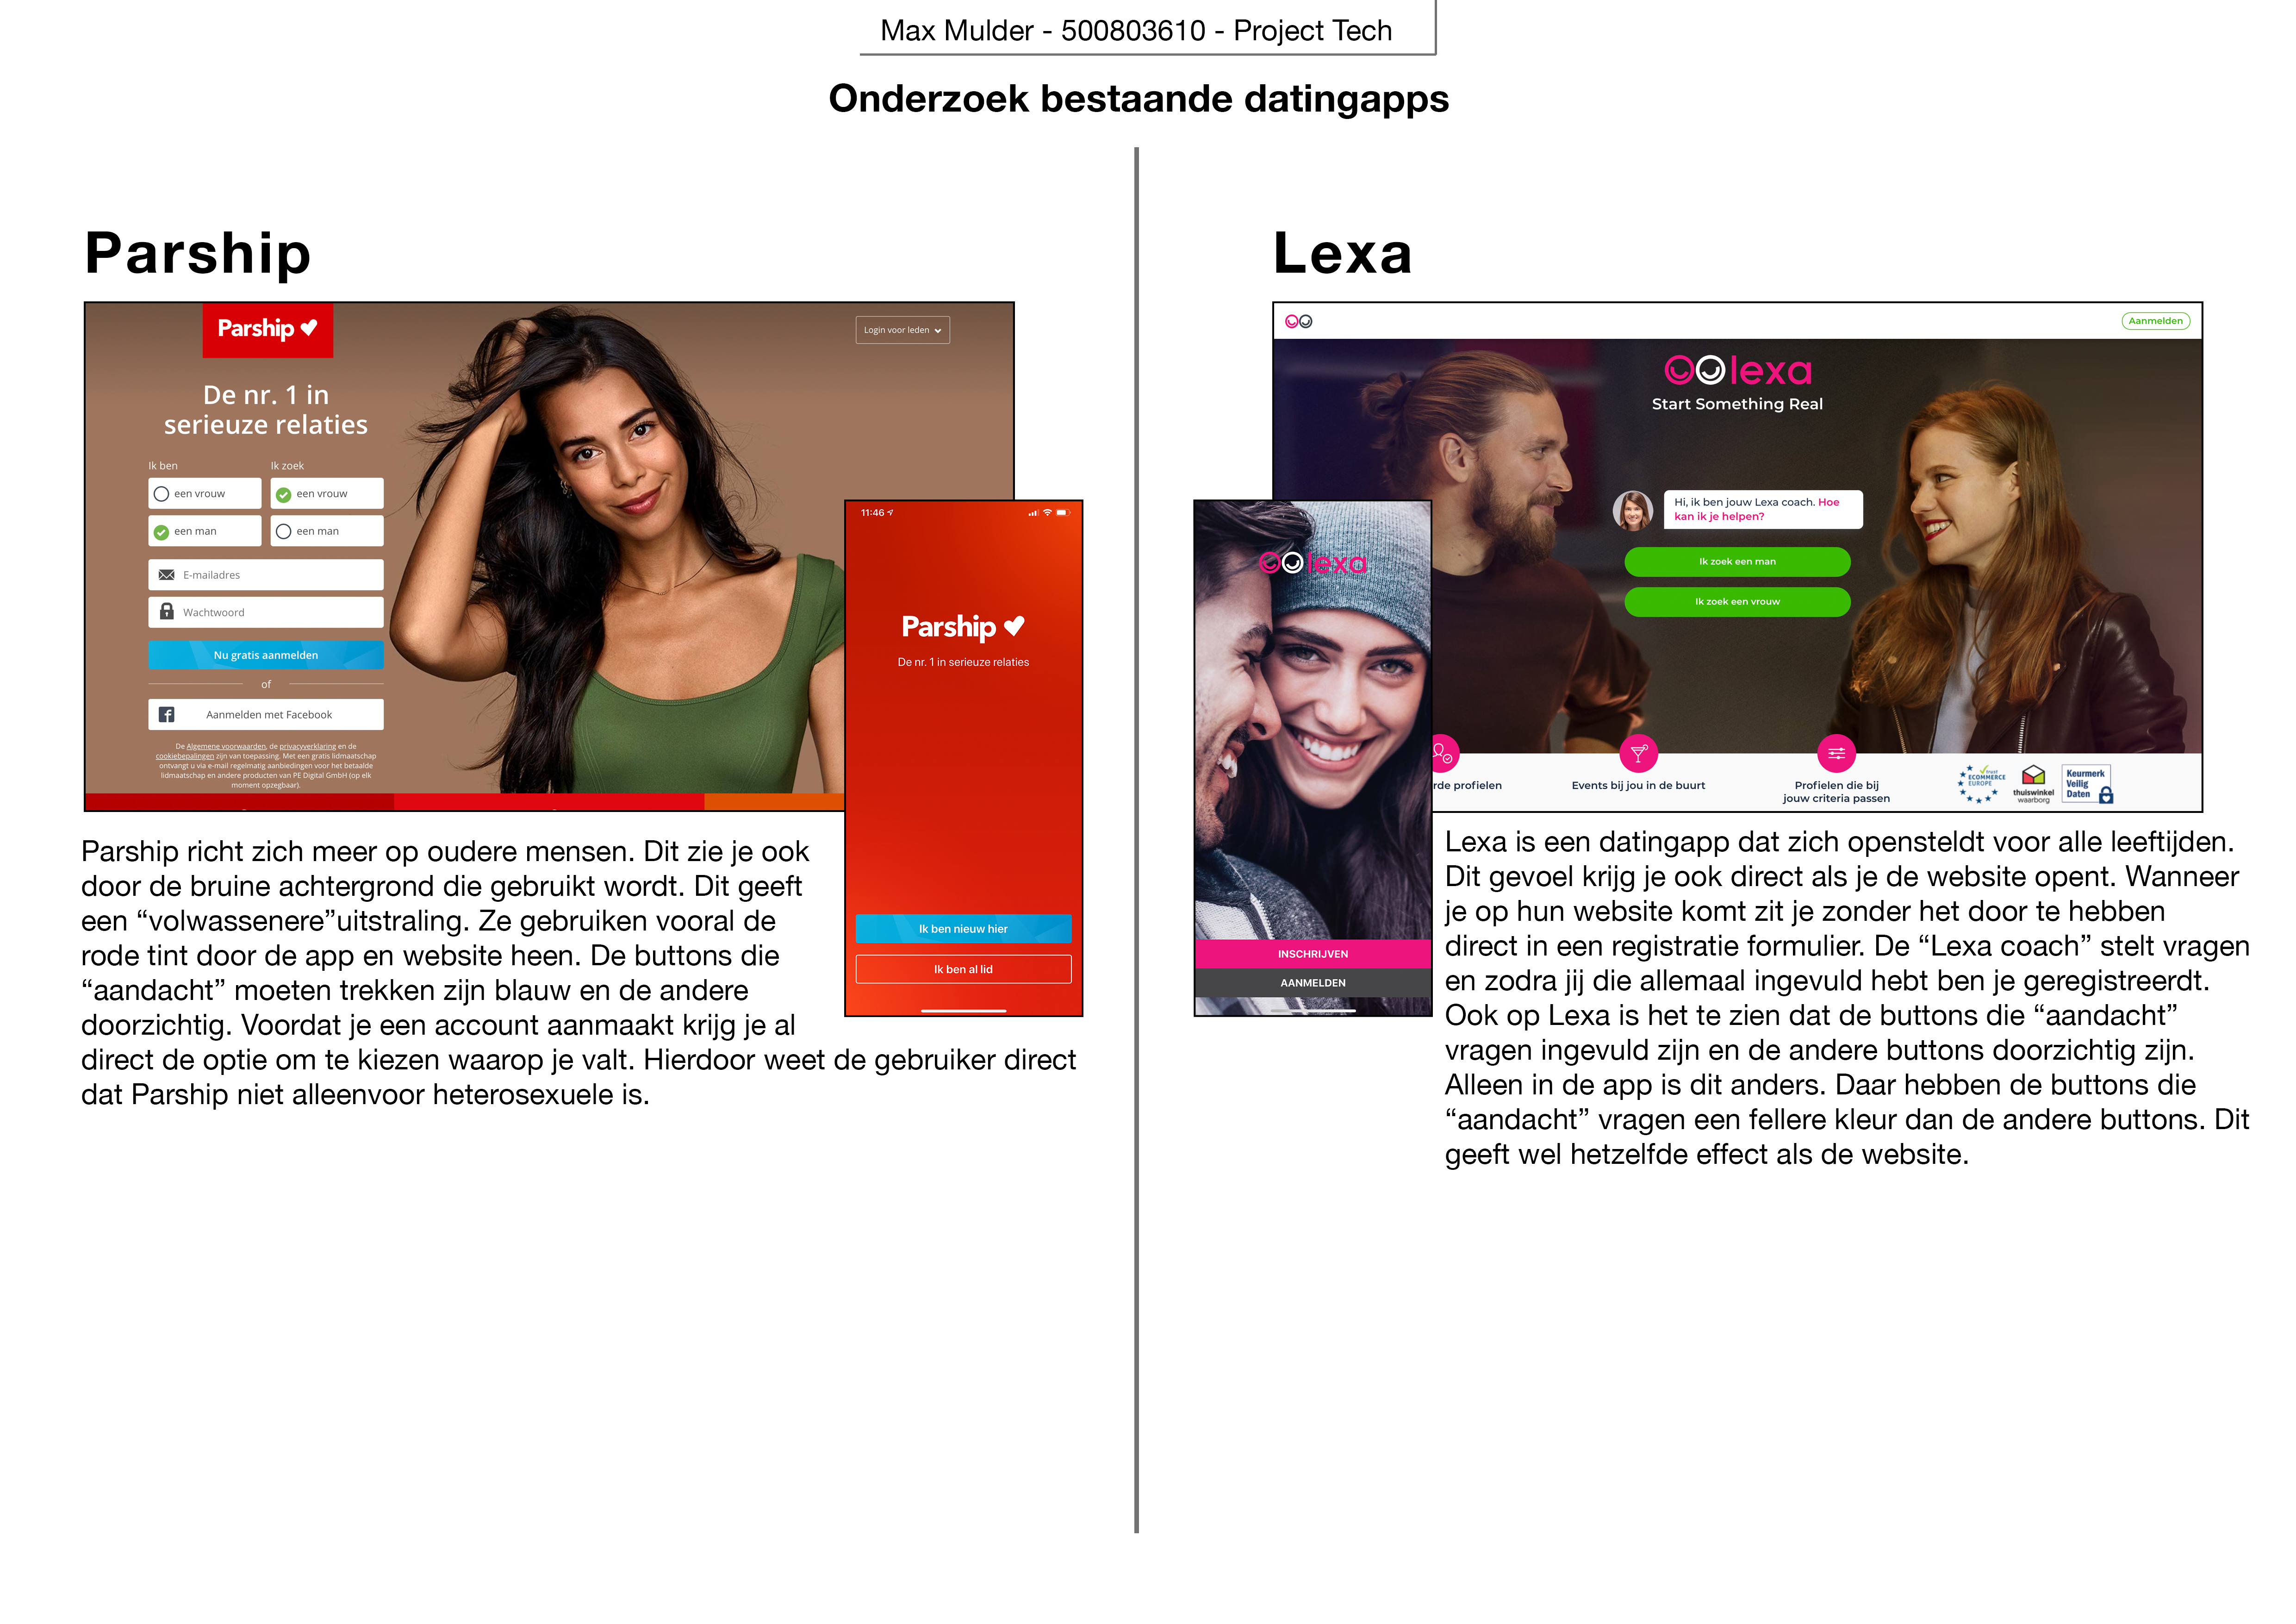 Max Mulder - 500803610 - Project Tech
Onderzoek bestaande datingapps
Parship
Parship
Login voor leden
De nr. 1 in
serieuze relaties
Ik ben
Ik zoek
een vrouw
een vrouw
een man
een man
E-mailadres
Wachtwoord
Nu gratis aanmelden
of
Aanmelden met Facebook
De Algemene voorwaarden, de privacyverklaring en de
cookiebepalingen zijn van toepassing. Met een gratis lidmaatschap
ontvangt u via e-mail regelmatig aanbiedingen voor het betaalde
lidmaatschap en andere producten van PE Digital GmbH (op elk
moment opzegbaar).
11:46
Parship
De nr. 1 in serieuze relaties
Ik ben nieuw hier
Ik ben al lid
Parship richt zich meer op oudere mensen. Dit zie je ook
door de bruine achtergrond die gebruikt wordt. Dit geeft
een “volwassenere”uitstraling. Ze gebruiken vooral de
rode tint door de app en website heen. De buttons die
“aandacht” moeten trekken zijn blauw en de andere
doorzichtig. Voordat je een account aanmaakt krijg je al
direct de optie om te kiezen waarop je valt. Hierdoor weet de gebruiker direct
dat Parship niet alleenvoor heterosexuele is.
Lexa
Aanmelden
lexa
Start Something Real
Hi, ik ben jouw Lexa coach. Hoe
kan ik je helpen?
Ik zoek een man
Ik zoek een vrouw
rde profielen
Events bij jou in de buurt
Profielen die bij
jouw criteria passen
trust
ECOMMERCE
EUROPE
thuiswinkel
waarborg
Keurmerk
Veilig
Daten
lexa
INSCHRIJVEN
AANMELDEN
Lexa is een datingapp dat zich opensteldt voor alle leeftijden.
Dit gevoel krijg je ook direct als je de website opent. Wanneer
je op hun website komt zit je zonder het door te hebben
direct in een registratie formulier. De “Lexa coach” stelt vragen
en zodra jij die allemaal ingevuld hebt ben je geregistreerdt.
Ook op Lexa is het te zien dat de buttons die “aandacht”
vragen ingevuld zijn en de andere buttons doorzichtig zijn.
Alleen in de app is dit anders. Daar hebben de buttons die
“aandacht” vragen een fellere kleur dan de andere buttons. Dit
geeft wel hetzelfde effect als de website.